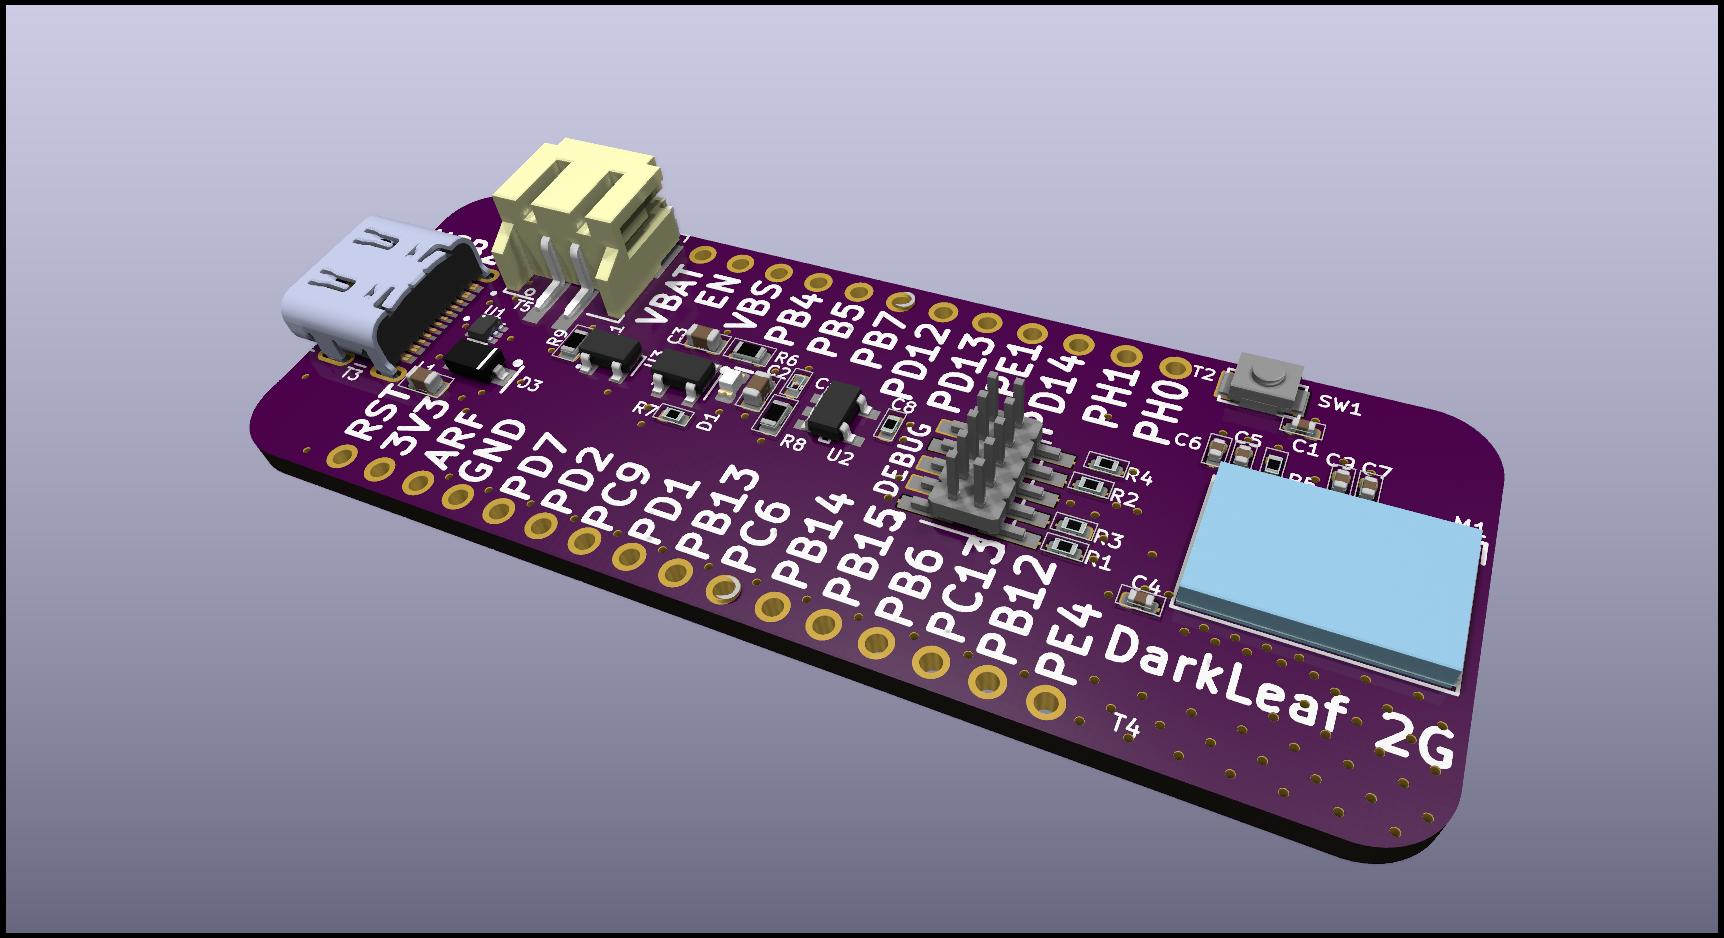 VBAT
EN
VBS
PB4
PB5
PB7
PD12
PD13
PE1
PD14
PH1
PH0
T2
SW1
C1
C6
C5
C7
M1
T5
U1
T3
R9
C3
R6
C2
D3
R7
D1
R8
U2
C8
DEBUG
R4
R2
R3
R1
C4
RST
3V3
ARF
GND
PD7
PD2
PC9
PD1
PB13
PC6
PB14
PB15
PB6
PC13
PB12
PE4
DarkLeaf 2G
T4